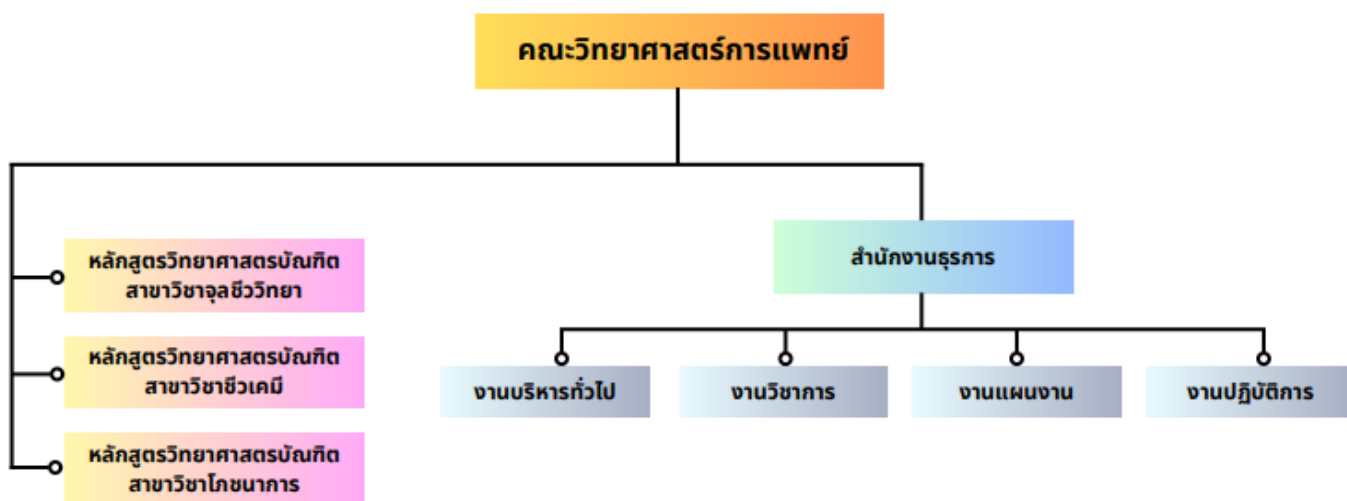 คณะวิทยาศาสตร์การแพทย์
หลักสูตรวิทยาศาสตรบัณฑิต
สาขาวิชาจุลชีววิทยา
หลักสูตรวิทยาศาสตรบัณฑิต
สาขาวิชาชีวเคมี
หลักสูตรวิทยาศาสตรบัณฑิต
สาขาวิชาโภชนาการ
สำนักงานธุรการ
งานบริหารทั่วไป
งานวิชาการ
งานแผนงาน
งานปฏิบัติการ